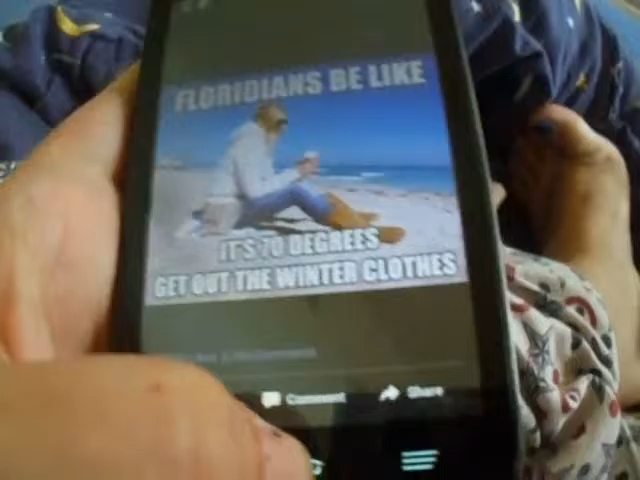 FLORIDIANS BE LIKE
IT'S 70 DEGREES
GET OUT THE WINTER CLOTHES
Comment Share